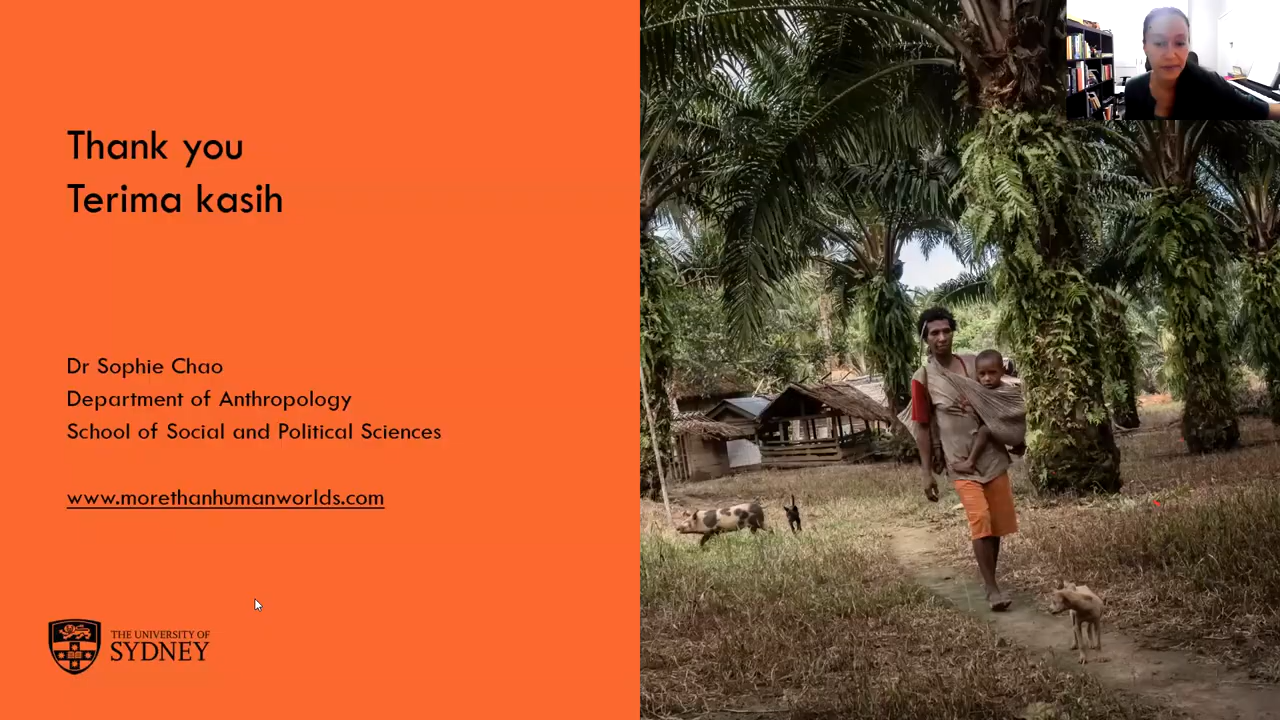 Thank you
Terima kasih
Dr Sophie Chao
Department of Anthropology
School of Social and Political Sciences
www.morethanhumanworlds.com
THE UNIVERSITY OF
SYDNEY